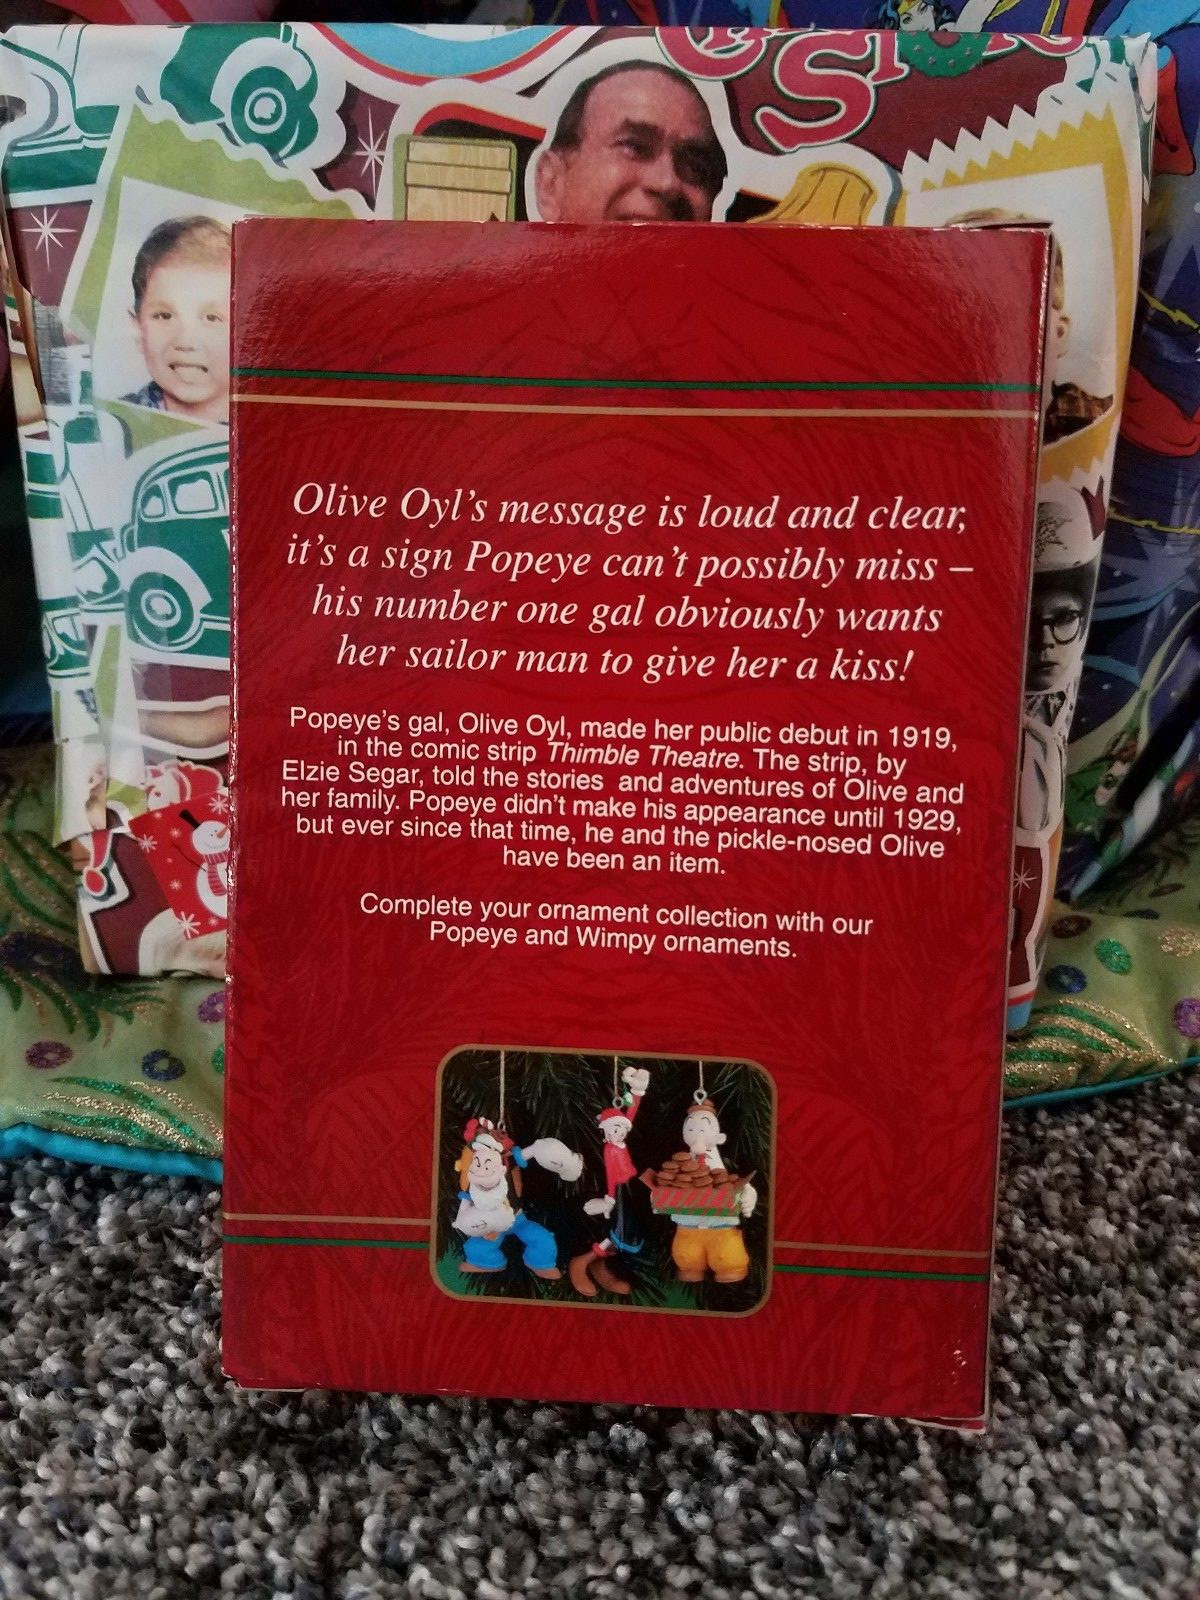 Olive Oyl's message is loud and clear,
it's a sign Popeye can't possibly miss –
his number one gal obviously wants
her sailor man to give her a kiss!
Popeye's gal, Olive Oyl, made her public debut in 1919,
in the comic strip Thimble Theatre. The strip, by
Elzie Segar, told the stories and adventures of Olive and
her family. Popeye didn't make his appearance until 1929,
but ever since that time, he and the pickle-nosed Olive
have been an item.
Complete your ornament collection with our
Popeye and Wimpy ornaments.